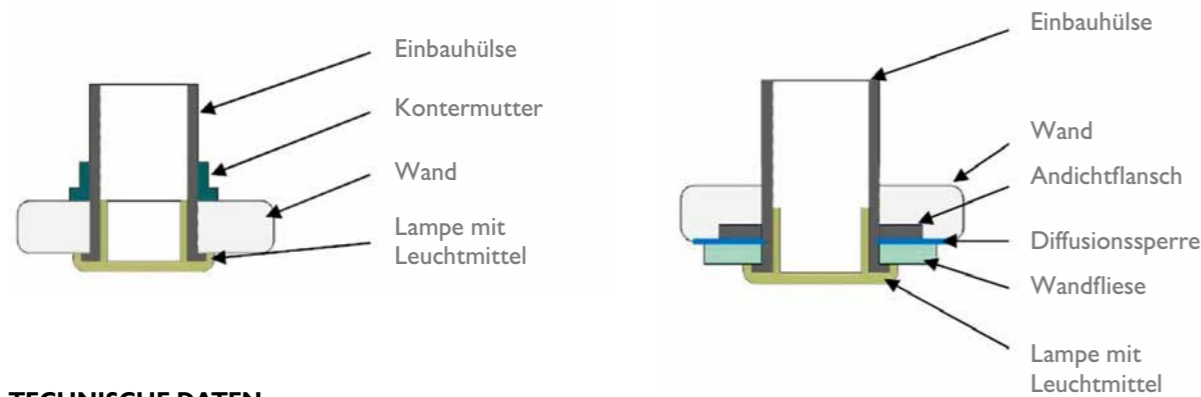 Einbauhülse
Kontermutter
Wand
Lampe mit
Leuchtmittel
Einbauhülse
Wand
Andichtflansch
Diffusionssperre
Wandfliese
Lampe mit
Leuchtmittel
TECHNISCHE DATEN